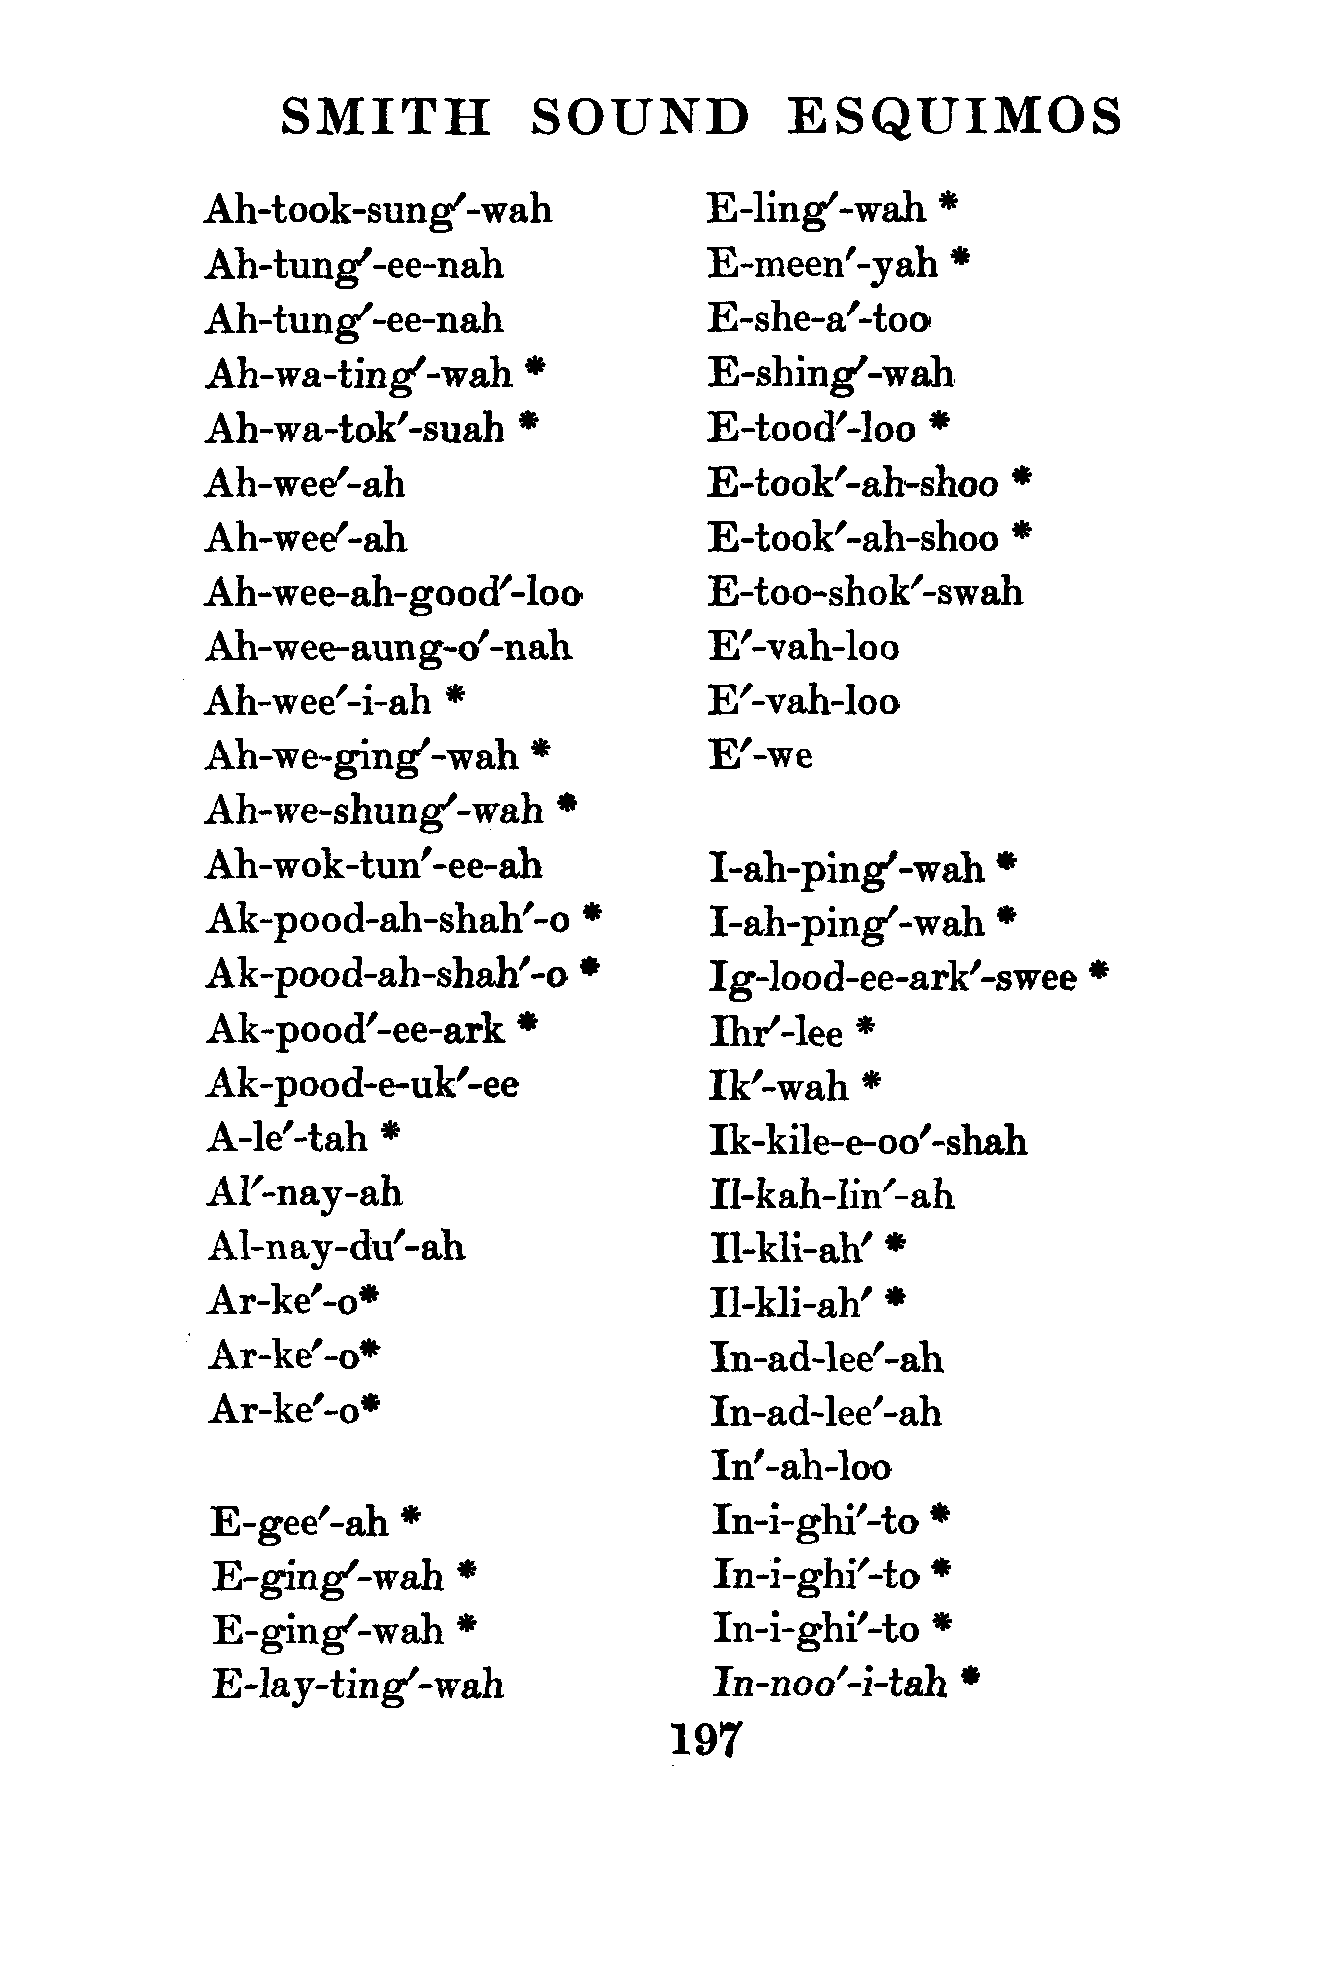 SMITH SOUND ESQUIMOS
Ah-took-sung′-wah
Ah-tung′-ee-nah
Ah-tung′-ee-nah
Ah-wa-ting′-wah *
Ah-wa-tok′-suah *
Ah-wee′-ah
Ah-wee′-ah
Ah-wee-ah-good′-loo
Ah-wee-aung-o′-nah
Ah-wee′-i-ah *
Ah-we-ging′-wah *
Ah-we-shung′-wah *
Ah-wok-tun′-ee-ah
Ak-pood-ah-shah′-o *
Ak-pood-ah-shah′-o *
Ak-pood′-ee-ark *
Ak-pood-e-uk′-ee
A-le′-tah *
Al′-nay-ah
Al-nay-du′-ah
Ar-ke′-o*
Ar-ke′-o*
Ar-ke′-o*
E-gee′-ah *
E-ging′-wah *
E-ging′-wah *
E-lay-ting′-wah
E-ling′-wah *
E-meen′-yah *
E-she-a′-too
E-shing′-wah
E-tood′-loo *
E-took′-ah-shoo *
E-took′-ah-shoo *
E-too-shok′-swah
E′-vah-loo
E′-vah-loo
E′-we
I-ah-ping′-wah *
I-ah-ping′-wah *
Ig-lood-ee-ark′-swee *
Ihr′-lee *
Ik′-wah *
Ik-kile-e-oo′-shah
Il-kah-lin′-ah
Il-kli-ah′ *
Il-kli-ah′ *
In-ad-lee′-ah
In-ad-lee′-ah
In′-ah-loo
In-i-ghi′-to *
In-i-ghi′-to *
In-i-ghi′-to *
In-noo′-i-tah *
197